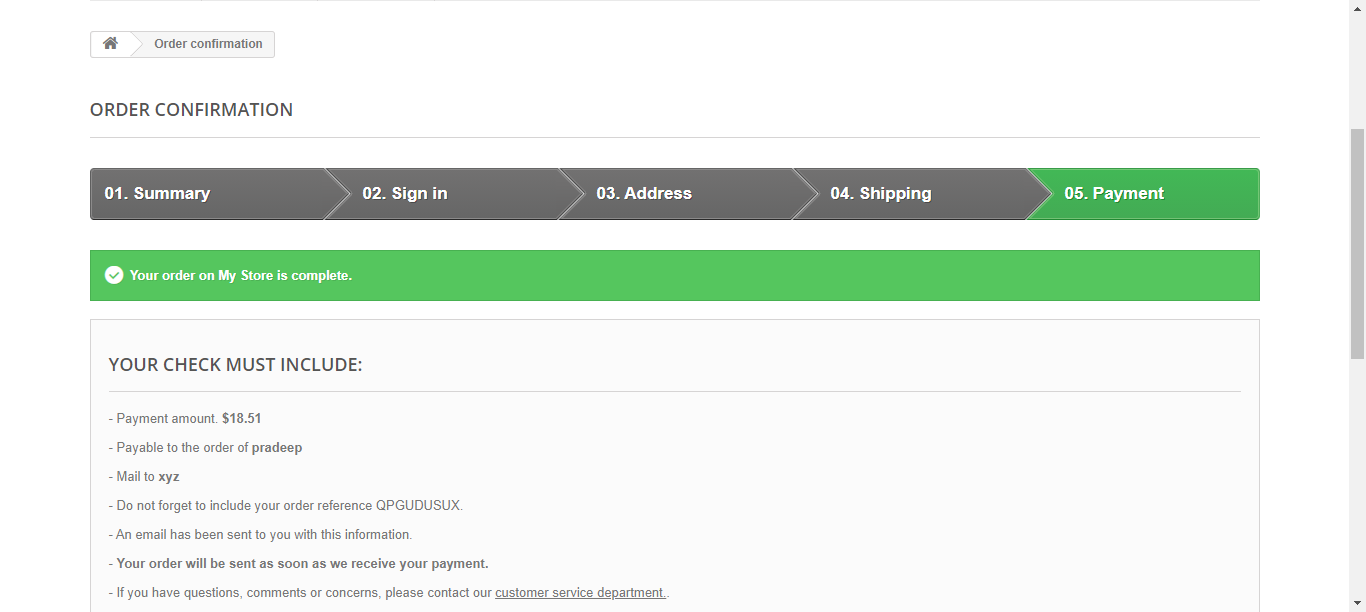 Order confirmation
ORDER CONFIRMATION
01. Summary
02. Sign in
03. Address
04. Shipping
05. Payment
Your order on My Store is complete.
YOUR CHECK MUST INCLUDE:
- Payment amount. $18.51
- Payable to the order of pradeep
- Mail to xyz
- Do not forget to include your order reference QPGUDUSUX.
- An email has been sent to you with this information.
- Your order will be sent as soon as we receive your payment.
- If you have questions, comments or concerns, please contact our customer service department..